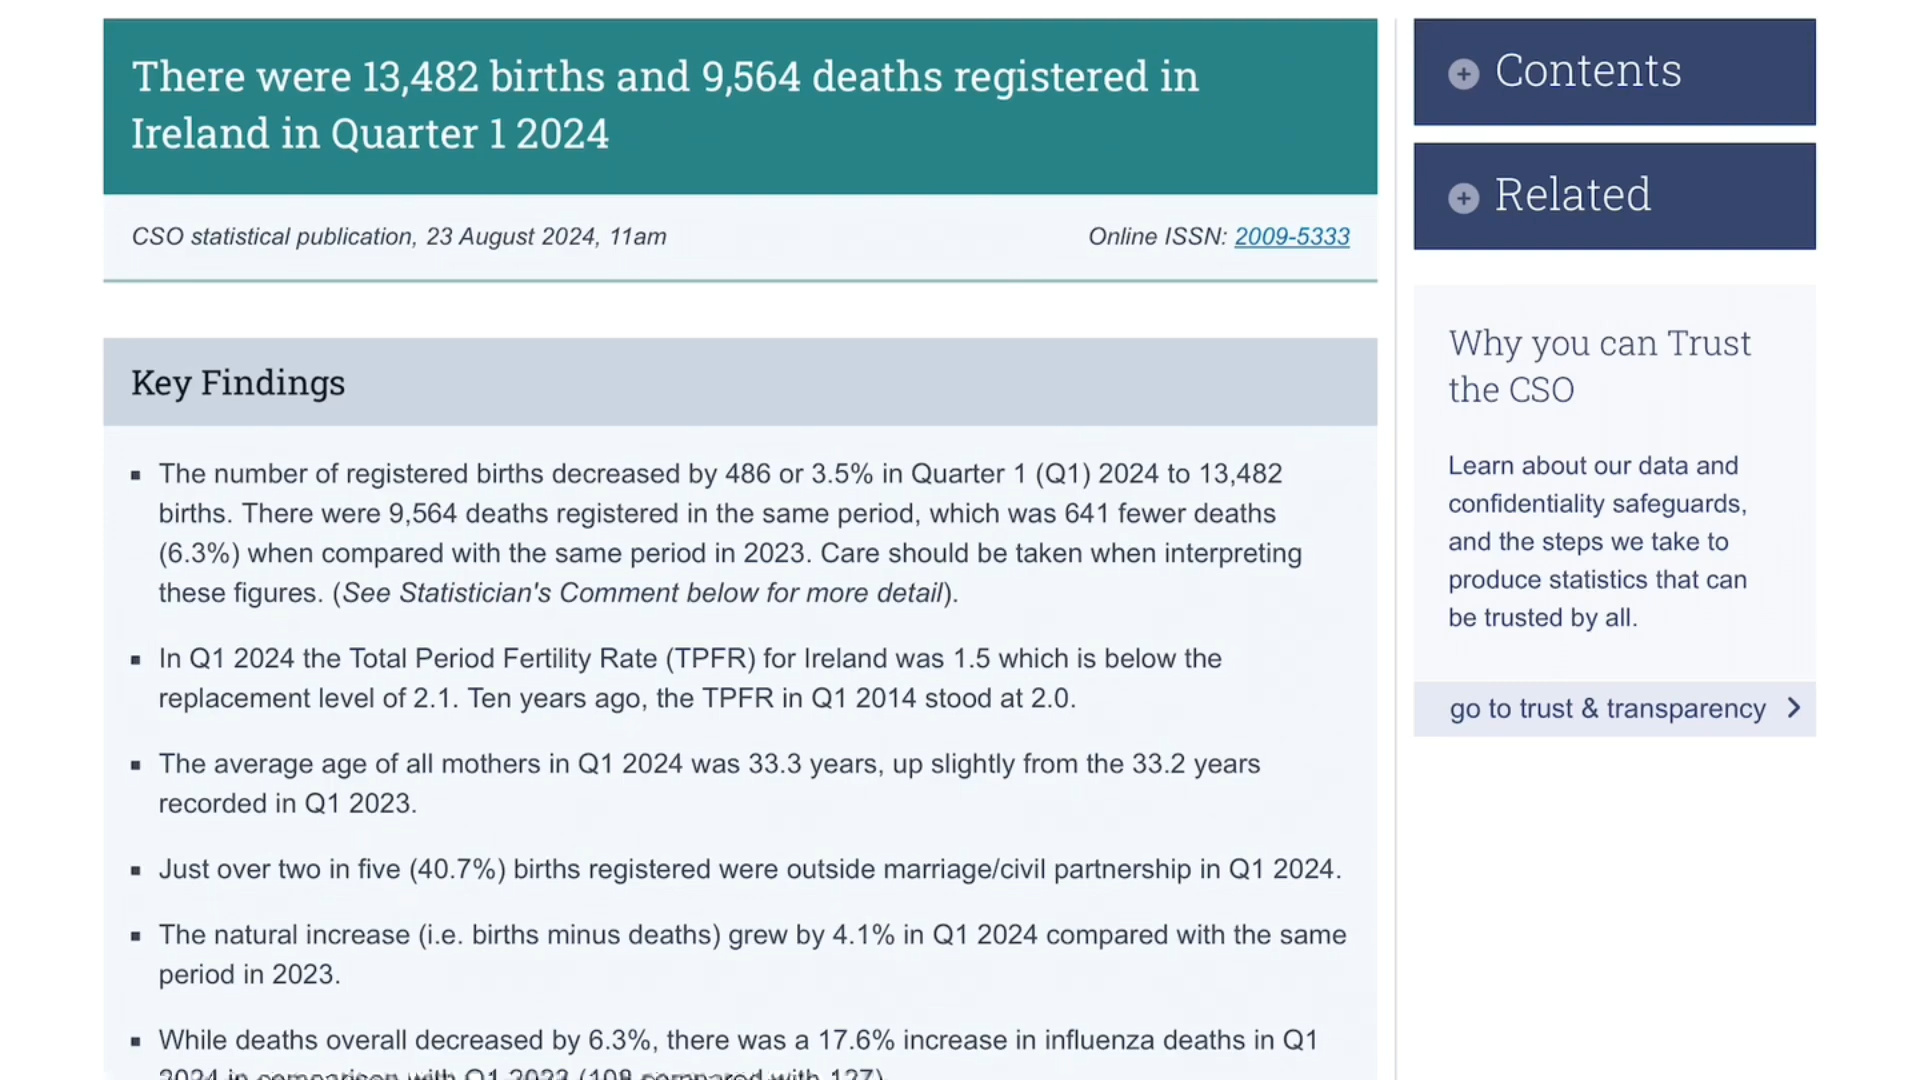 There were 13,482 births and 9,564 deaths registered in
Ireland in Quarter 1 2024
CSO statistical publication, 23 August 2024, 11am
Online ISSN: 2009-5333
Key Findings
▪ The number of registered births decreased by 486 or 3.5% in Quarter 1 (Q1) 2024 to 13,482
births. There were 9,564 deaths registered in the same period, which was 641 fewer deaths
(6.3%) when compared with the same period in 2023. Care should be taken when interpreting
these figures. (See Statistician's Comment below for more detail).
▪ In Q1 2024 the Total Period Fertility Rate (TPFR) for Ireland was 1.5 which is below the
replacement level of 2.1. Ten years ago, the TPFR in Q1 2014 stood at 2.0.
▪ The average age of all mothers in Q1 2024 was 33.3 years, up slightly from the 33.2 years
recorded in Q1 2023.
▪ Just over two in five (40.7%) births registered were outside marriage/civil partnership in Q1 2024.
▪ The natural increase (i.e. births minus deaths) grew by 4.1% in Q1 2024 compared with the same
period in 2023.
▪ While deaths overall decreased by 6.3%, there was a 17.6% increase in influenza deaths in Q1
2024 in comparison with Q1 2023 (108 compared with 127).
Contents
Related
Why you can Trust
the CSO
Learn about our data and
confidentiality safeguards,
and the steps we take to
produce statistics that can
be trusted by all.
go to trust & transparency